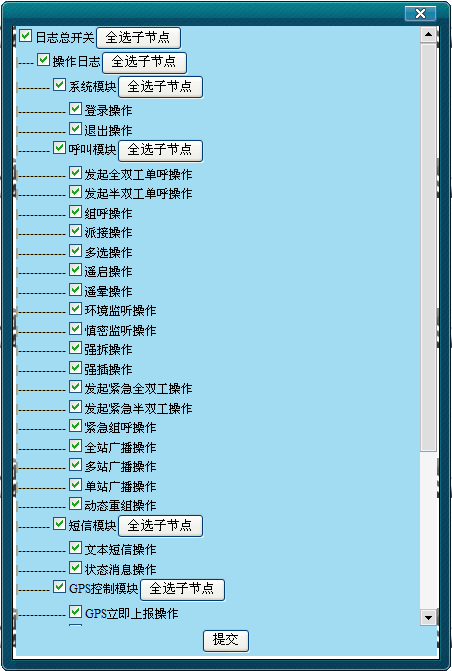 日志总开关 全选子节点
操作日志 全选子节点
系统模块 全选子节点
登录操作
退出操作
呼叫模块 全选子节点
发起全双工单呼操作
发起半双工单呼操作
组呼操作
派接操作
多选操作
遥启操作
遥晕操作
环境监听操作
慎密监听操作
强拆操作
强插操作
发起紧急全双工操作
发起紧急半双工操作
紧急组呼操作
全站广播操作
多站广播操作
单站广播操作
动态重组操作
短信模块 全选子节点
文本短信操作
状态消息操作
GPS控制模块 全选子节点
GPS立即上报操作
提交